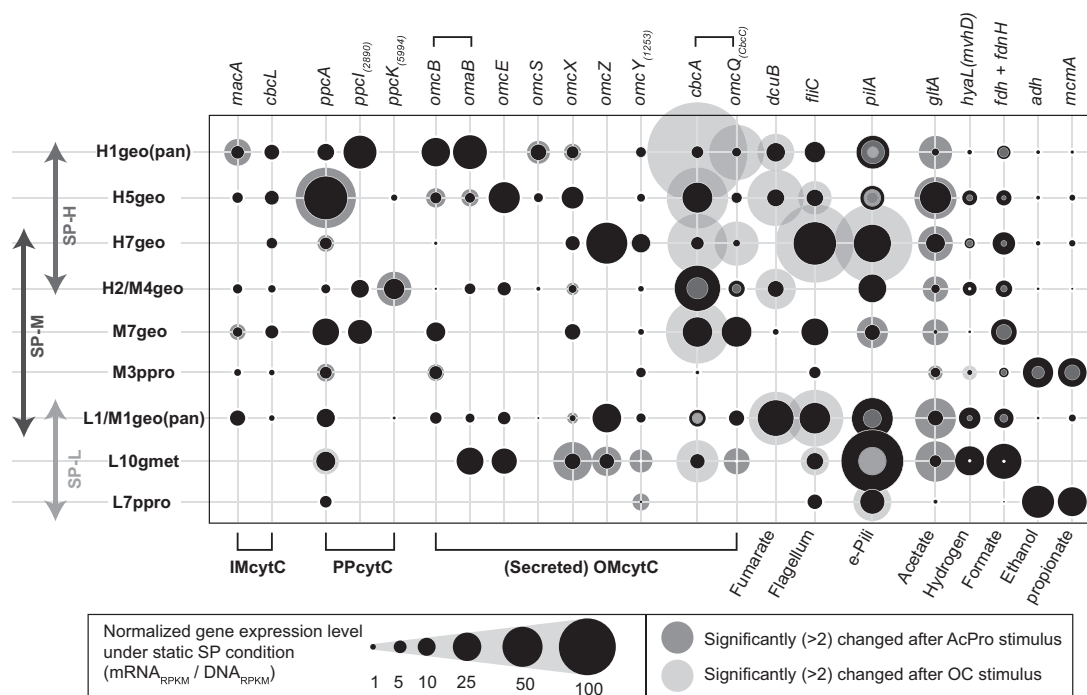 macA cbcL ppcA ppcI(2890) ppcK(5994) omcB omaB omcE omcS omcX omcZ omcY(1253) cbcA omcQ(CbcC) dcuB fliC pilA gltA hyaL(mvhD) fdh + fdnH adh mcmA
SP-H
SP-M
SP-L
H1geo(pan)
H5geo
H7geo
H2/M4geo
M7geo
M3ppro
L1/M1geo(pan)
L10gmet
L7ppro
IMcytC PPcytC (Secreted) OMcytC Fumarate Flagellum e-Pili Acetate Hydrogen Formate Ethanol propionate
Normalized gene expression level
under static SP condition
(mRNARPKM / DNARPKM)
1 5 10 25 50 100
Significantly (>2) changed after AcPro stimulus
Significantly (>2) changed after OC stimulus